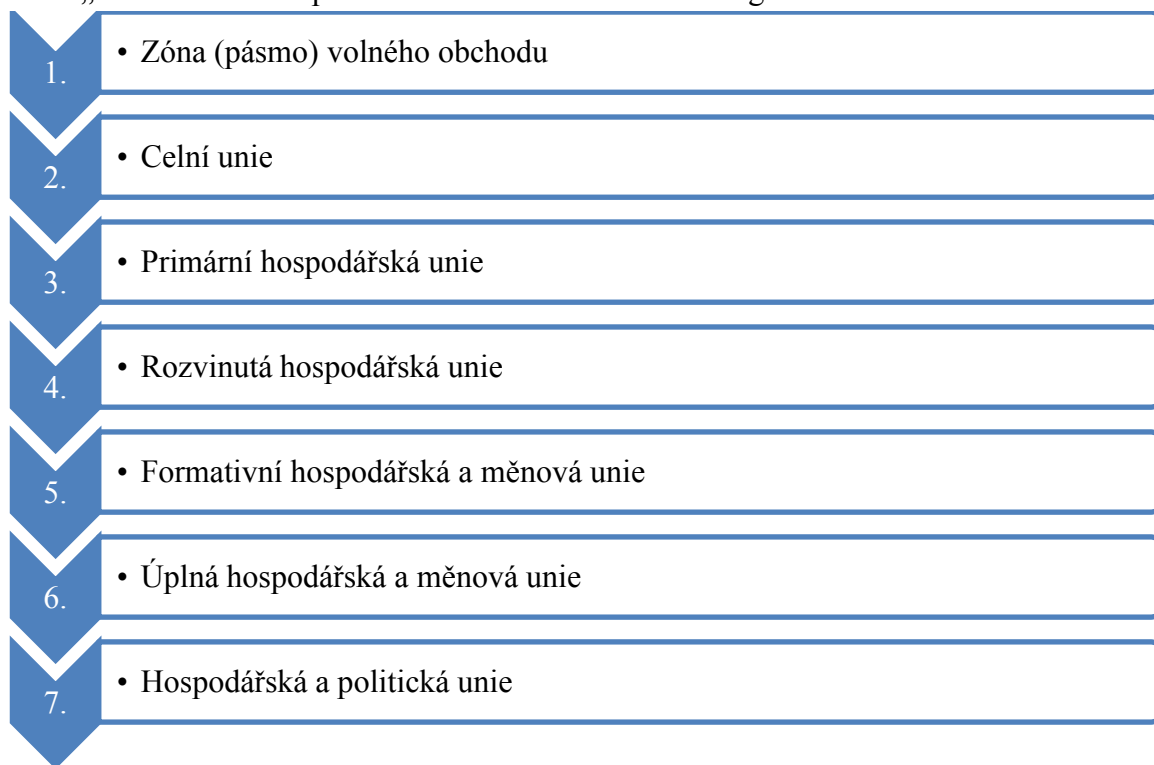 1.
• Zóna (pásmo) volného obchodu
2.
• Celní unie
3.
• Primární hospodářská unie
4.
• Rozvinutá hospodářská unie
5.
• Formativní hospodářská a měnová unie
6.
• Úplná hospodářská a měnová unie
7.
• Hospodářská a politická unie